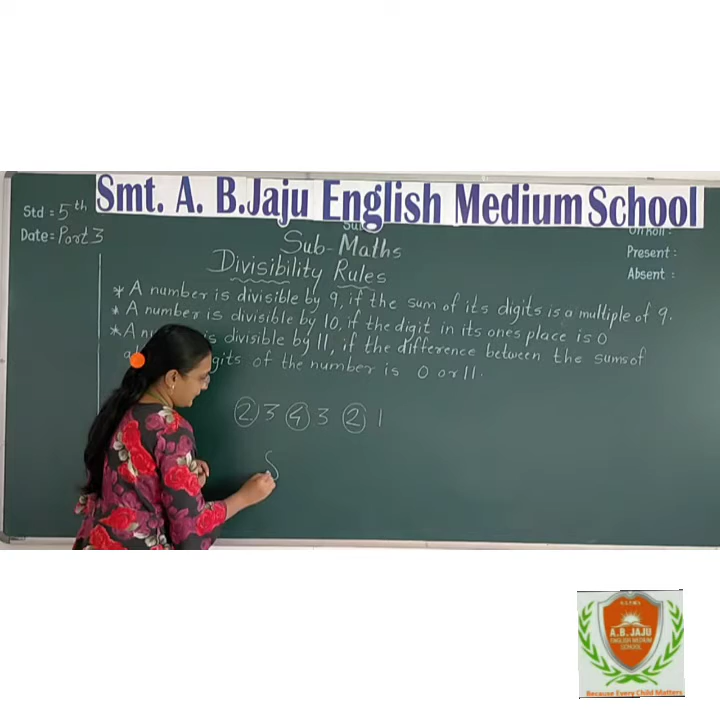 Smt. A. B.Jaju English Medium School
Std = 5th
Date = Part 3
Sub- Maths
Present :
Absent :
Divisibility Rules
* A number is divisible by 9, if the sum of its digits is a multiple of 9.
* A number is divisible by 10, if the digit in its ones place is 0
* A is divisible by 11, if the difference between the sums of
of the number is 0 or 11.
2 3 4 3 2 1
A.B. JAJU
ENGLISH MEDIUM
SCHOOL
Because Every Child Matters